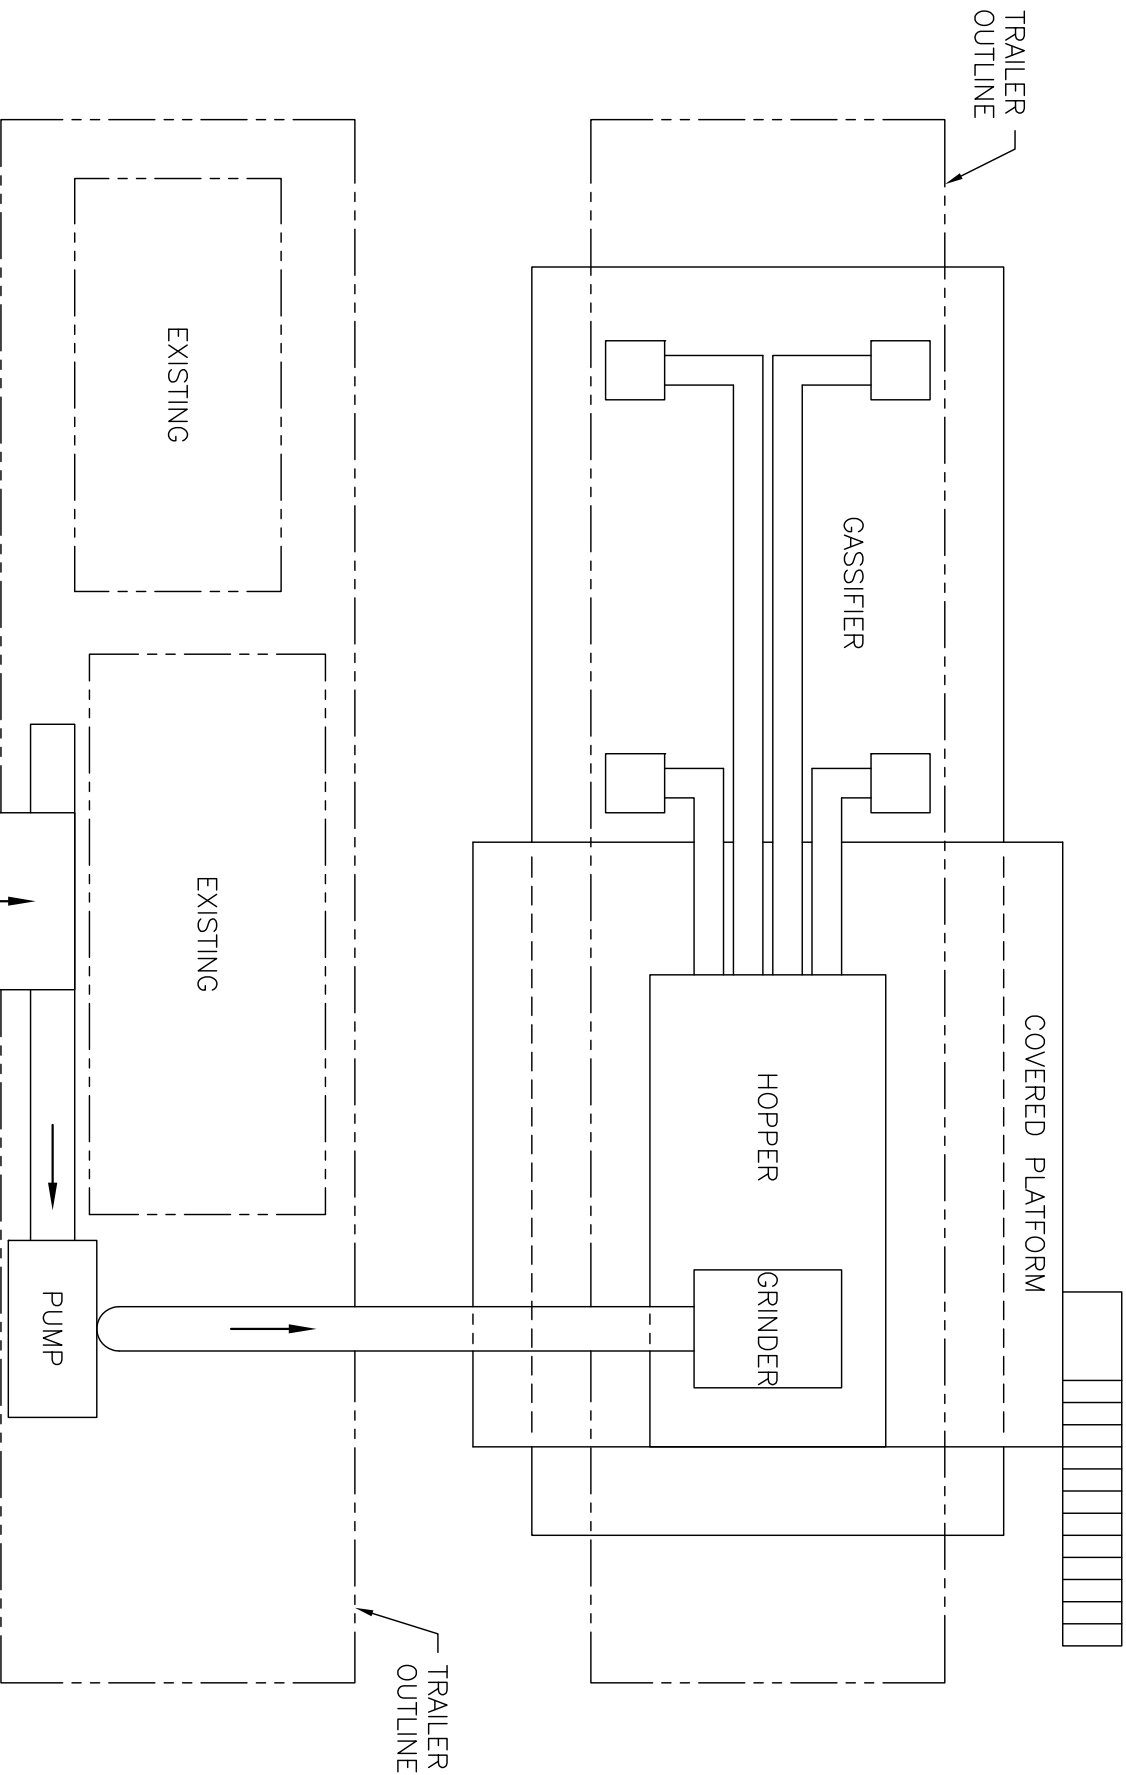 TRAILER
OUTLINE
GASSIFIER
COVERED PLATFORM
HOPPER
GRINDER
EXISTING
EXISTING
PUMP
TRAILER
OUTLINE